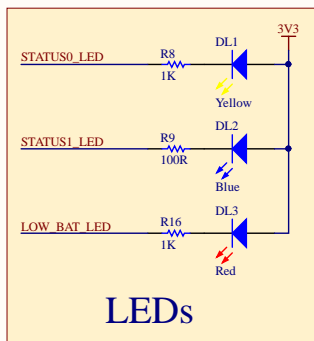 3V3
DL1
R8
STATUS0_LED
1K
Yellow
DL2
R9
STATUS1_LED
100R
Blue
DL3
R16
LOW_BAT_LED
1K
Red
LEDs